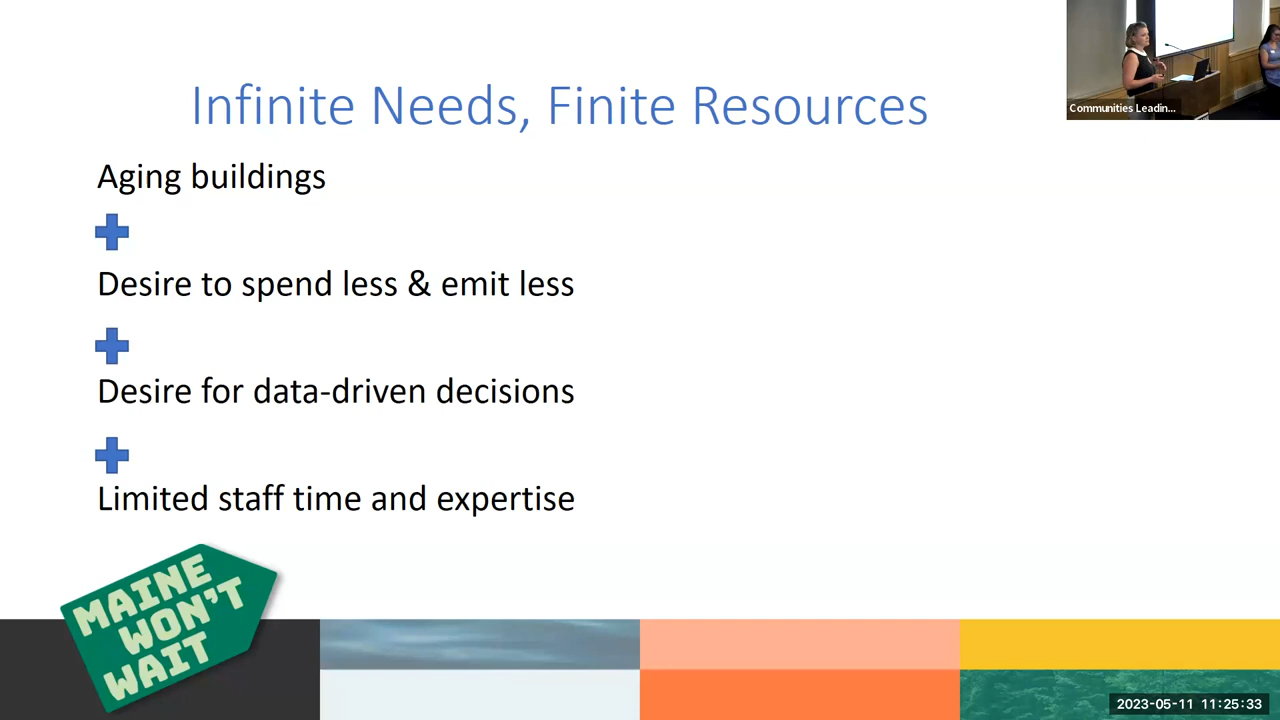 Infinite Needs, Finite Resources
Communities Leadin...
Aging buildings
Desire to spend less & emit less
Desire for data-driven decisions
Limited staff time and expertise
MAINE
WON'T
WAIT
2023-05-11 11:25:33